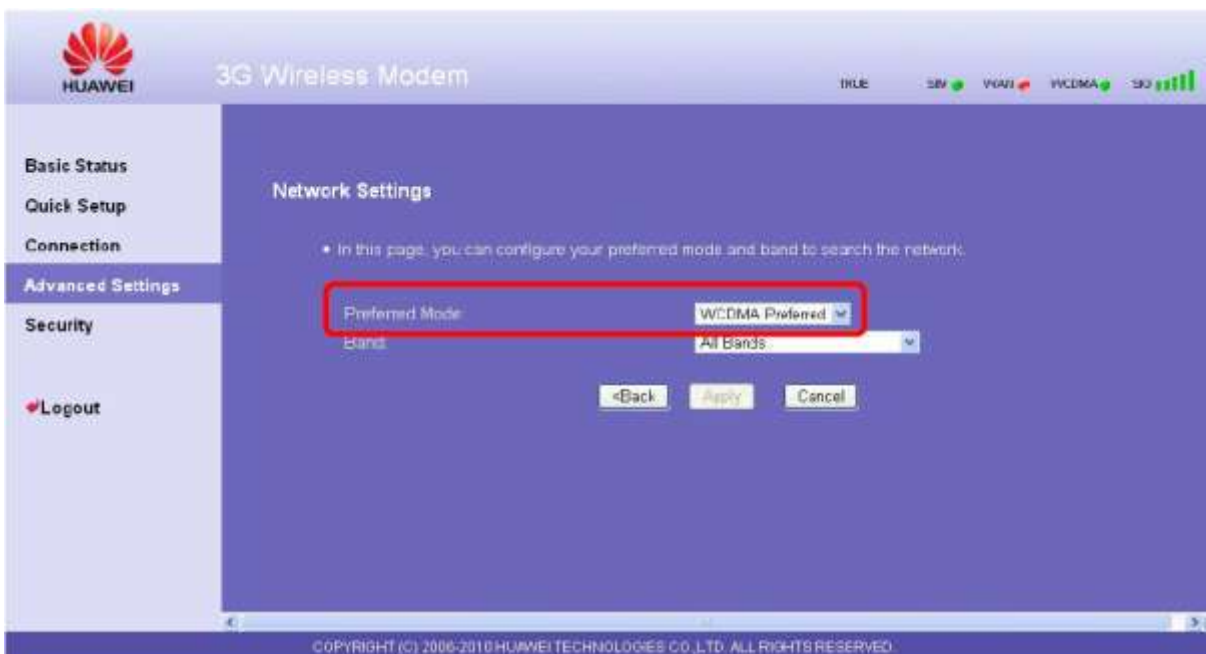 HUAWEI
3G Wireless Modem
TRUE SIM WAN WCDMA SIG
Basic Status
Quick Setup
Connection
Advanced Settings
Security
Logout
Network Settings
• In this page, you can configure your preferred mode and band to search the network.
Preferred Mode: WCDMA Preferred
Band: All Bands
<Back Apply Cancel
COPYRIGHT (C) 2006-2010 HUAWEI TECHNOLOGIES CO.,LTD. ALL RIGHTS RESERVED.